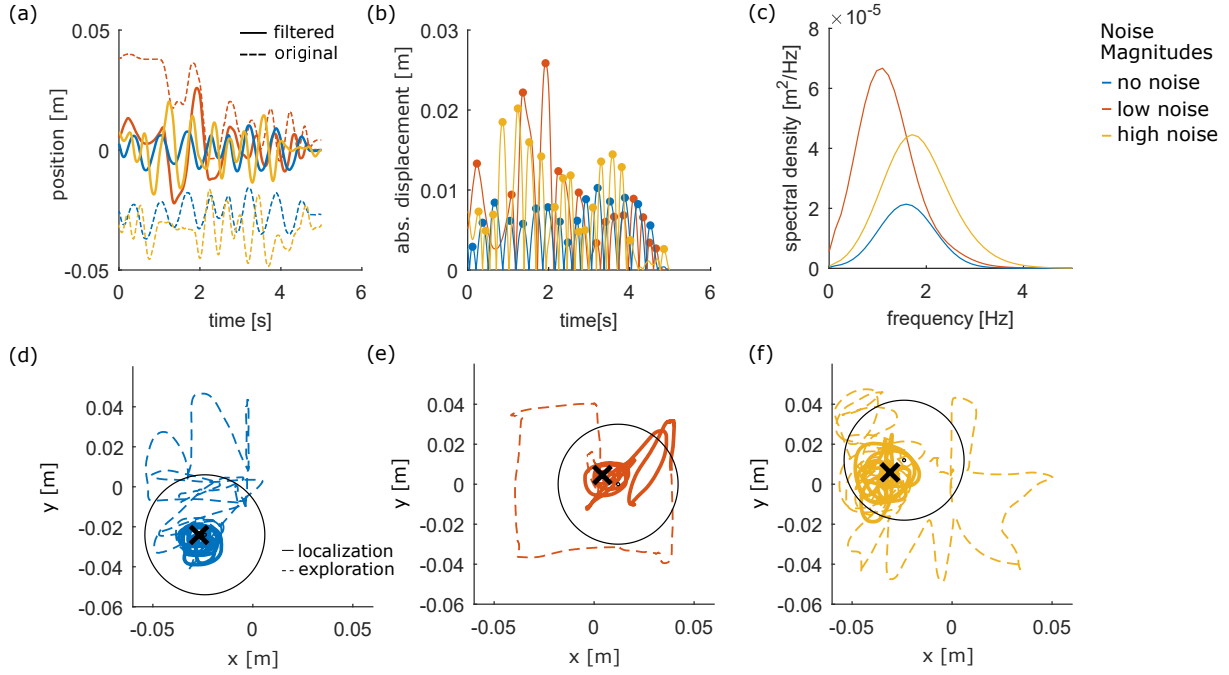 (a)
0.05
0
-0.05
position [m]
filtered
original
0
2
4
6
time [s]
(b)
0.03
0.02
0.01
0
abs. displacement [m]
0
2
4
6
time[s]
(c)
×10⁻⁵
8
6
4
2
0
spectral density [m²/Hz]
0
2
4
frequency [Hz]
Noise
Magnitudes
no noise
low noise
high noise
(d)
0.04
0.02
0
-0.02
-0.04
-0.06
y [m]
localization
exploration
-0.05
0
0.05
x [m]
(e)
0.04
0.02
0
-0.02
-0.04
-0.06
y [m]
-0.05
0
0.05
x [m]
(f)
0.04
0.02
0
-0.02
-0.04
-0.06
y [m]
-0.05
0
0.05
x [m]